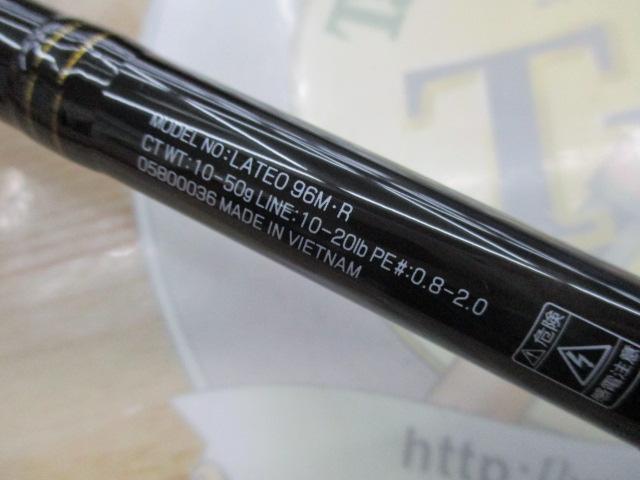 MODEL NO:LATEO 96M·R
CT WT:10-50g LINE:10-20lb PE#:0.8-2.0
05800036 MADE IN VIETNAM
危険
感電注意
http://